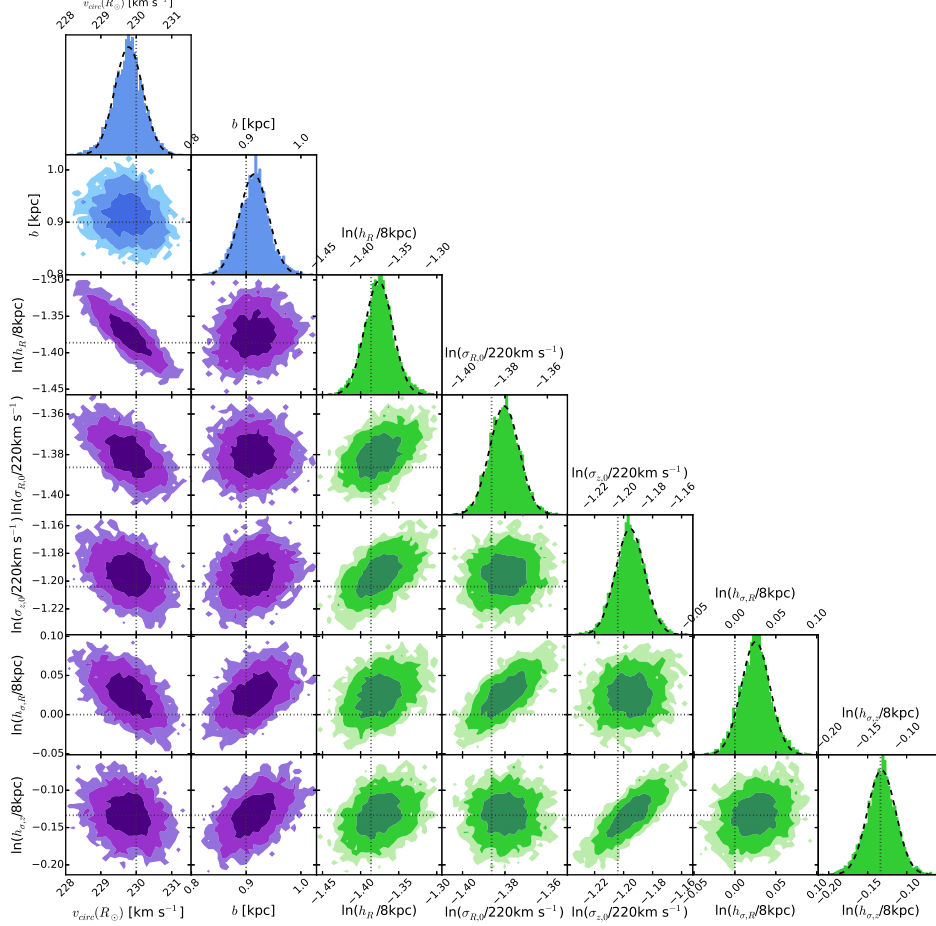 v_circ(R_⊙) [km s⁻¹]
228 229 230 231
b [kpc]
0.8 0.9 1.0
1.0
0.9
0.8
b [kpc]
ln(h_R/8kpc)
−1.45 −1.40 −1.35 −1.30
−1.30
−1.35
−1.40
−1.45
ln(h_R/8kpc)
ln(σ_R,0/220km s⁻¹)
−1.40 −1.38 −1.36
−1.36
−1.38
−1.40
ln(σ_R,0/220km s⁻¹)
ln(σ_z,0/220km s⁻¹)
−1.22 −1.20 −1.18 −1.16
−1.16
−1.18
−1.20
−1.22
ln(σ_z,0/220km s⁻¹)
ln(h_σ,R/8kpc)
−0.05 0.00 0.05 0.10
0.10
0.05
0.00
−0.05
ln(h_σ,R/8kpc)
ln(h_σ,z/8kpc)
−0.20 −0.15 −0.10
−0.10
−0.15
−0.20
ln(h_σ,z/8kpc)
228 229 230 231 0.8 0.9 1.0 −1.45 −1.40 −1.35 −1.30 −1.40 −1.38 −1.36 −1.22 −1.20 −1.18 −1.16 −0.05 0.00 0.05 0.10 −0.20 −0.15 −0.10
v_circ(R_⊙) [km s⁻¹] b [kpc] ln(h_R/8kpc) ln(σ_R,0/220km s⁻¹) ln(σ_z,0/220km s⁻¹) ln(h_σ,R/8kpc) ln(h_σ,z/8kpc)